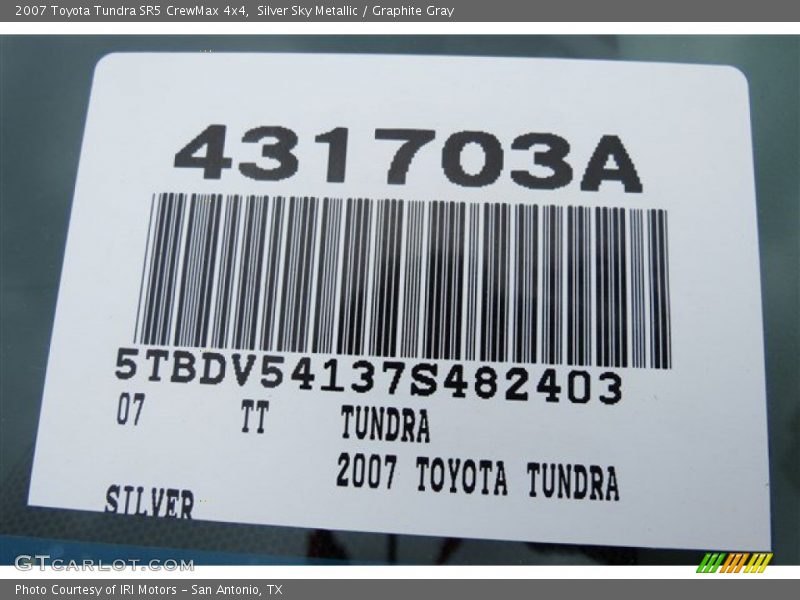 2007 Toyota Tundra SR5 CrewMax 4x4,  Silver Sky Metallic / Graphite Gray
431703A
5TBDV54137S482403
07 TT TUNDRA
2007 TOYOTA TUNDRA
SILVER
GTcarlot.com
Photo Courtesy of IRI Motors – San Antonio, TX